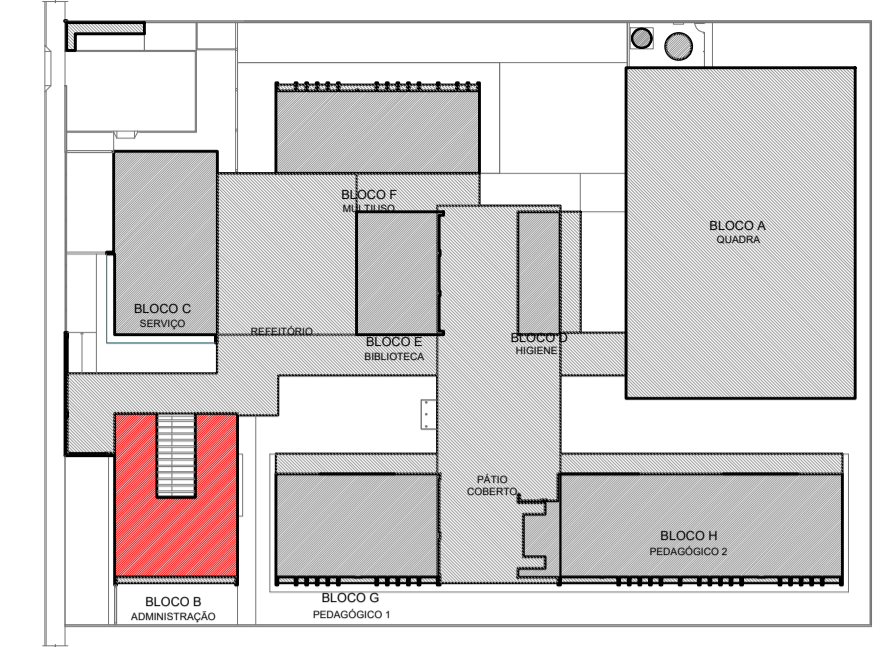 BLOCO F
MULTIUSO
BLOCO A
QUADRA
BLOCO C
SERVIÇO
REFEITÓRIO
BLOCO E
BIBLIOTECA
BLOCO D
HIGIENE
PÁTIO
COBERTO
BLOCO H
PEDAGÓGICO 2
BLOCO B
ADMINISTRAÇÃO
BLOCO G
PEDAGÓGICO 1